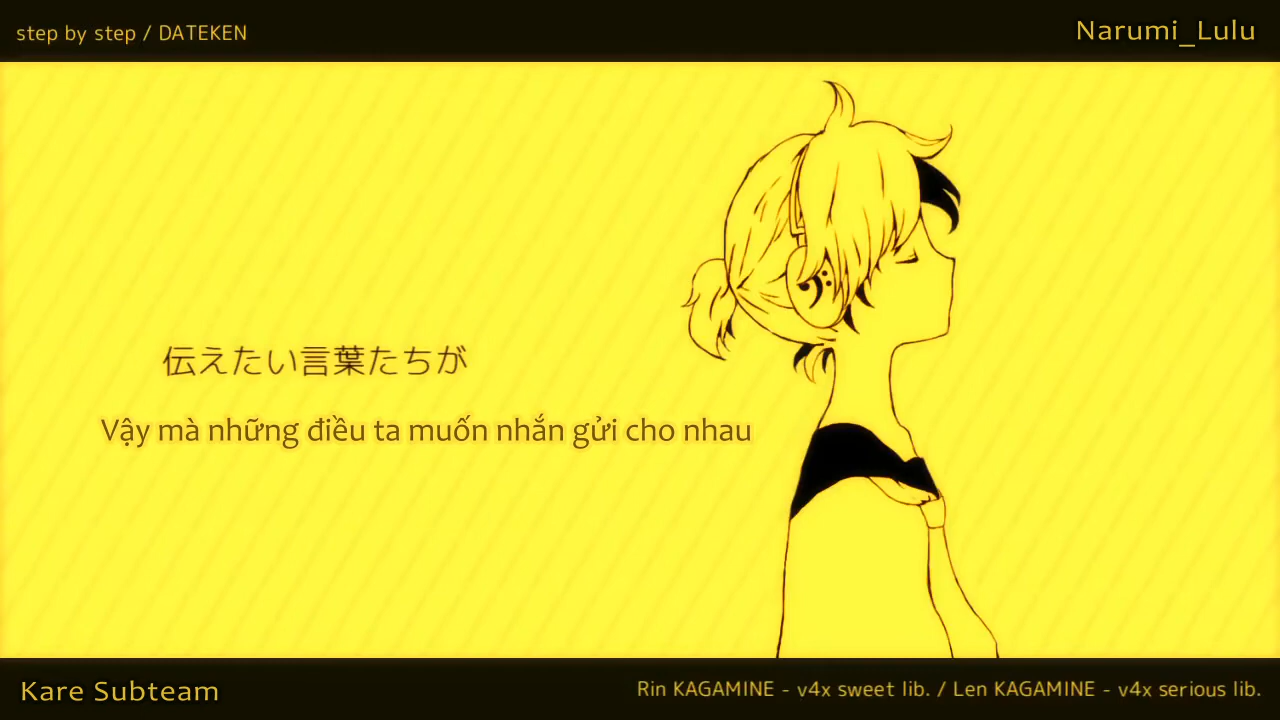 step by step / DATEKEN
Narumi_Lulu
伝えたい言葉たちが
Vậy mà những điều ta muốn nhắn gửi cho nhau
Kare Subteam
Rin KAGAMINE - v4x sweet lib. / Len KAGAMINE - v4x serious lib.